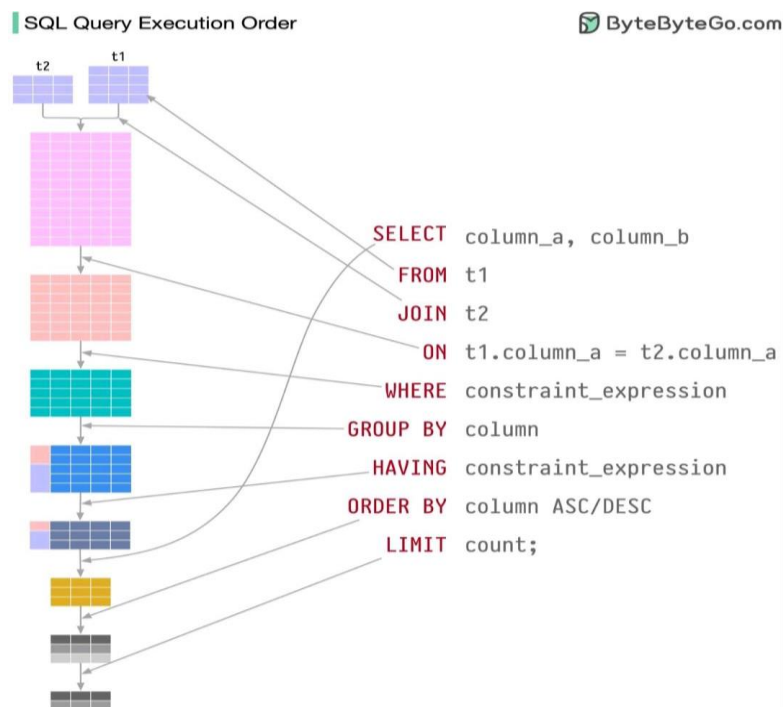 SQL Query Execution Order
ByteByteGo.com
t2
t1
SELECT column_a, column_b
FROM t1
JOIN t2
ON t1.column_a = t2.column_a
WHERE constraint_expression
GROUP BY column
HAVING constraint_expression
ORDER BY column ASC/DESC
LIMIT count;